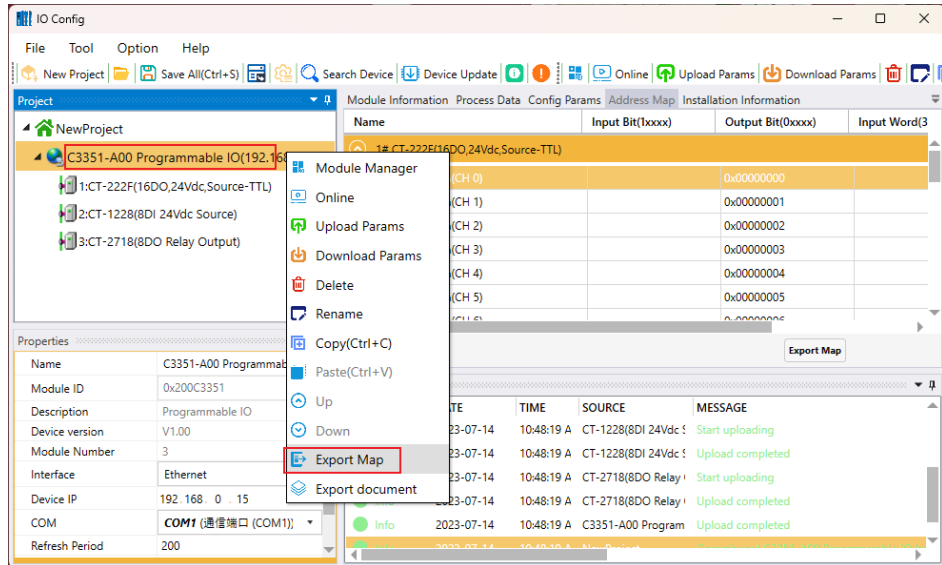 IO Config
File Tool Option Help
New Project Save All(Ctrl+S) Search Device Device Update Online Upload Params Download Params
Project
NewProject
C3351-A00 Programmable IO(192.168
1:CT-222F(16DO,24Vdc,Source-TTL)
2:CT-1228(8DI 24Vdc Source)
3:CT-2718(8DO Relay Output)
Module Manager
Online
Upload Params
Download Params
Delete
Rename
Copy(Ctrl+C)
Paste(Ctrl+V)
Up
Down
Export Map
Export document
Module Information Process Data Config Params Address Map Installation Information
Name Input Bit(1xxxx) Output Bit(0xxxx) Input Word(3
1# CT-222F(16DO,24Vdc,Source-TTL)
(CH 0) 0x00000000
(CH 1) 0x00000001
(CH 2) 0x00000002
(CH 3) 0x00000003
(CH 4) 0x00000004
(CH 5) 0x00000005
Export Map
Properties
Name C3351-A00 Programmab
Module ID 0x200C3351
Description Programmable IO
Device version V1.00
Module Number 3
Interface Ethernet
Device IP 192 . 168 . 0 . 15
COM COM1 (通信端口 (COM1))
Refresh Period 200
TIME SOURCE MESSAGE
23-07-14 10:48:19 A CT-1228(8DI 24Vdc S Start uploading
23-07-14 10:48:19 A CT-1228(8DI 24Vdc S Upload completed
23-07-14 10:48:19 A CT-2718(8DO Relay Start uploading
Info 2023-07-14 10:48:19 A CT-2718(8DO Relay Upload completed
Info 2023-07-14 10:48:19 A C3351-A00 Program Upload completed